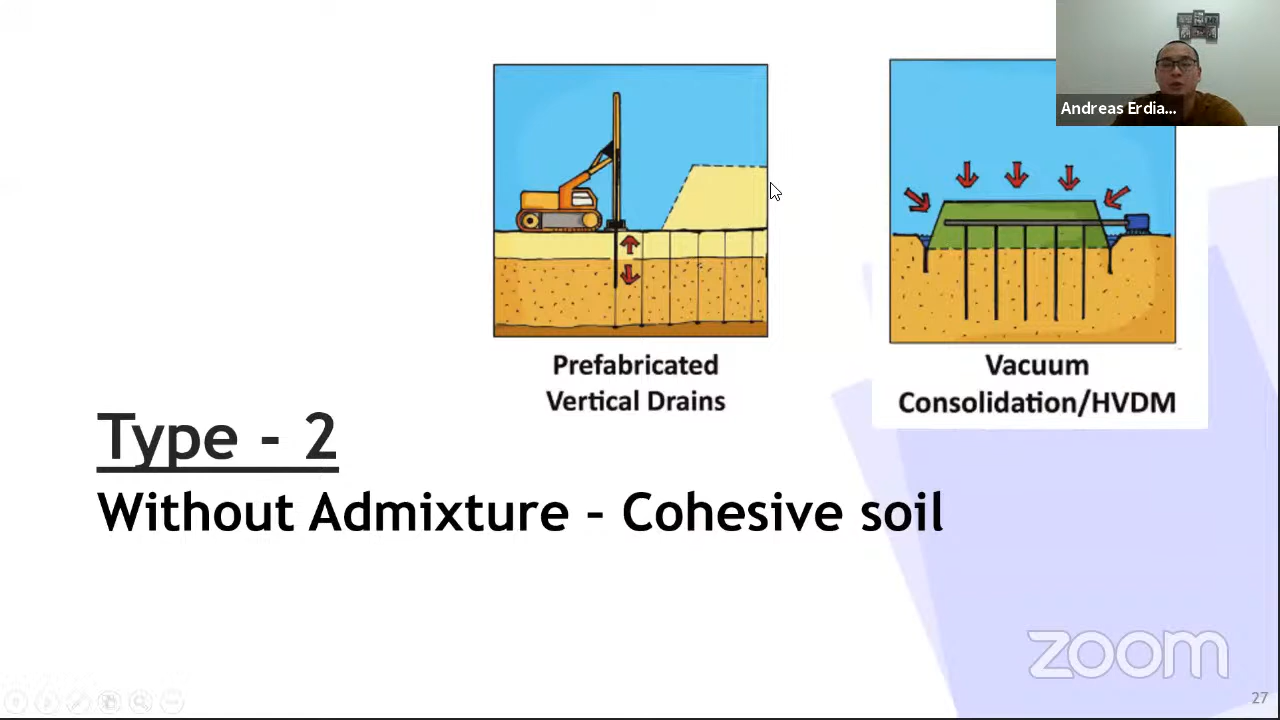 Andreas Erdia...
Prefabricated
Vertical Drains
Vacuum
Consolidation/HVDM
Type - 2
Without Admixture - Cohesive soil
zoom
27